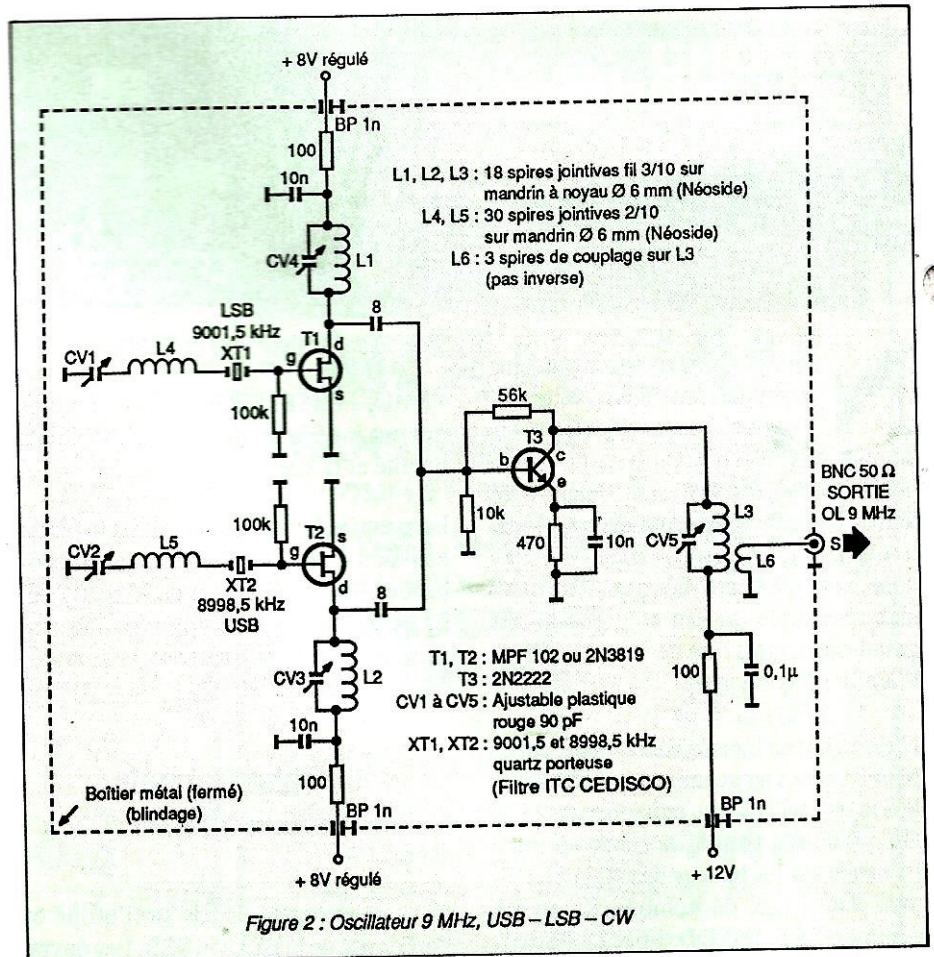 + 8V régulé
BP 1n
100
10n
L1, L2, L3 : 18 spires jointives fil 3/10 sur
mandrin à noyau Ø 6 mm (Néoside)
L4, L5 : 30 spires jointives 2/10
sur mandrin Ø 6 mm (Néoside)
L6 : 3 spires de couplage sur L3
(pas inverse)
CV4
L1
LSB
9001,5 kHz
XT1
8
CV1
L4
T1
d
g
s
100k
56k
T3
b
c
e
BNC 50 Ω
SORTIE
OL 9 MHz
100k
10k
470
10n
CV5
L3
L6
S
CV2
L5
T2
s
g
d
XT2
8998,5 kHz
USB
8
CV3
L2
10n
100
T1, T2 : MPF 102 ou 2N3819
T3 : 2N2222
CV1 à CV5 : Ajustable plastique
rouge 90 pF
XT1, XT2 : 9001,5 et 8998,5 kHz
quartz porteuse
(Filtre ITC CEDISCO)
100
0,1µ
Boîtier métal (fermé)
(blindage)
BP 1n
BP 1n
+ 8V régulé
+ 12V
Figure 2 : Oscillateur 9 MHz, USB – LSB – CW